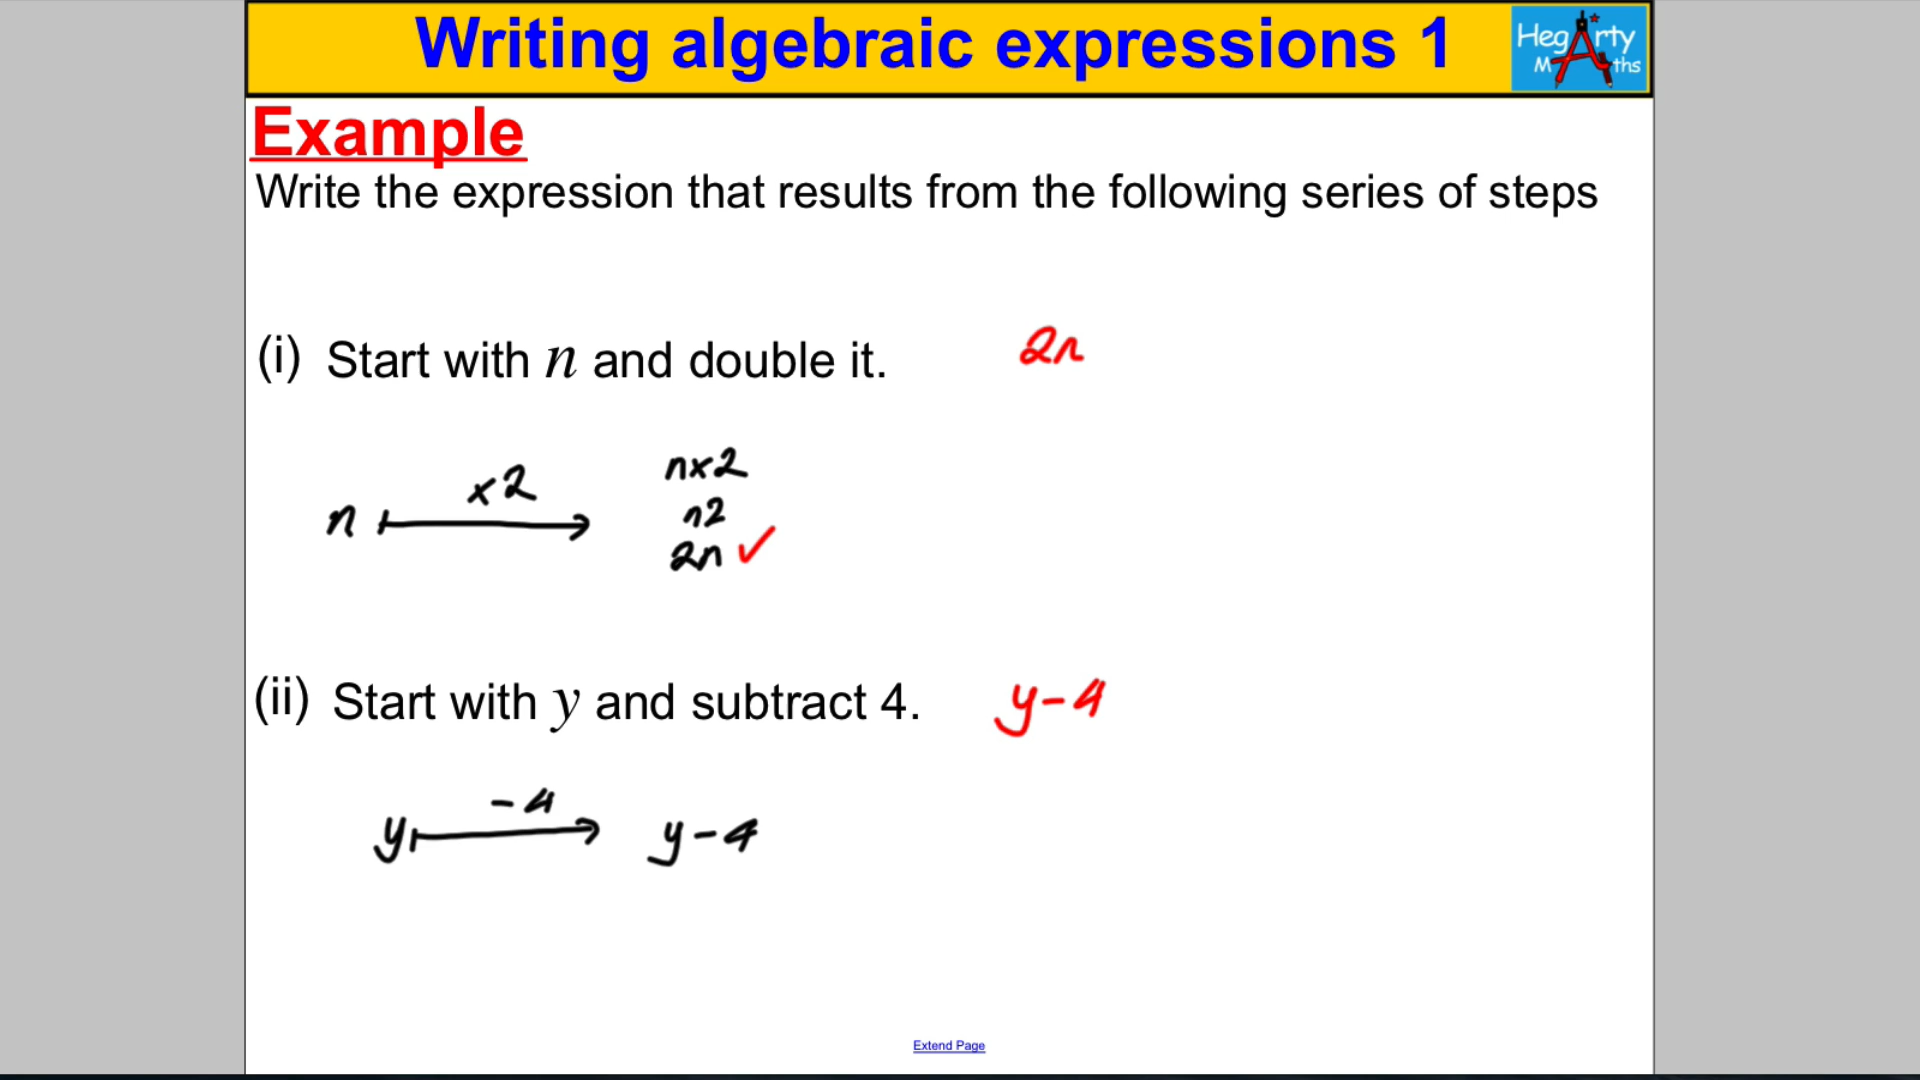 Writing algebraic expressions 1
HegArty
Maths
Example
Write the expression that results from the following series of steps
(i) Start with n and double it. 2n
n ×2 n×2
n2
2n ✓
(ii) Start with y and subtract 4. y-4
y -4 y-4
Extend Page